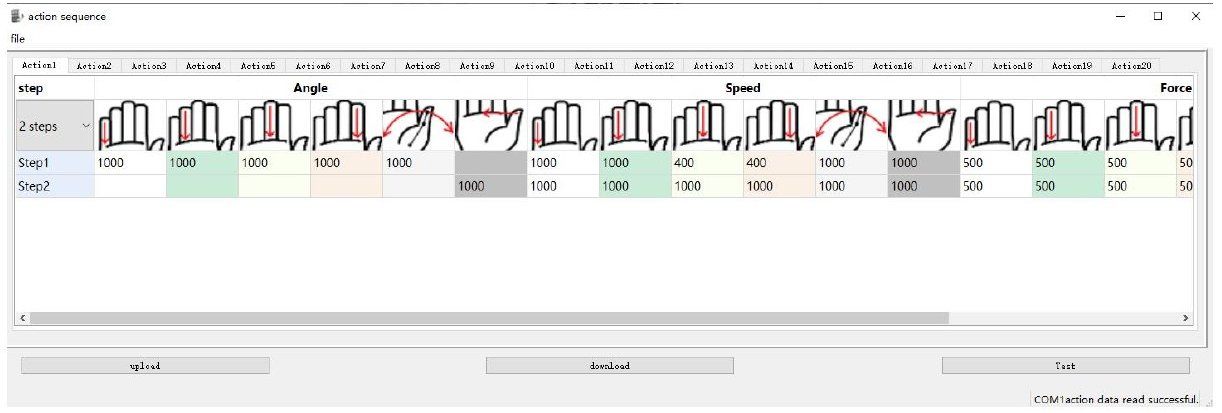 action sequence
file
Action1 Action2 Action3 Action4 Action5 Action6 Action7 Action8 Action9 Action10 Action11 Action12 Action13 Action14 Action15 Action16 Action17 Action18 Action19 Action20
step Angle Speed Force
2 steps
Step1 1000 1000 1000 1000 1000 1000 1000 400 400 1000 1000 500 500 500 50
Step2 1000 1000 1000 1000 1000 1000 1000 500 500 500 50
upload download Test
COM1action data read successful.